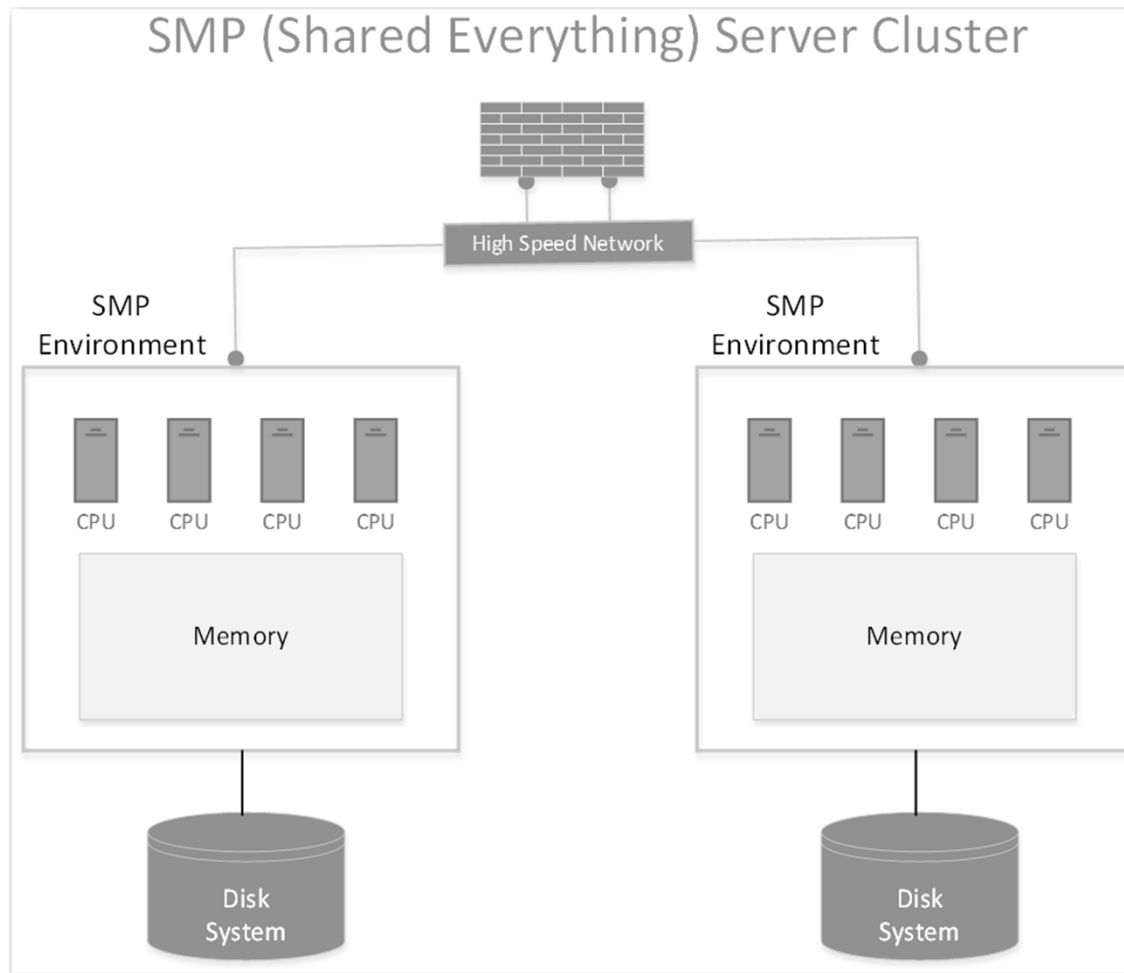 SMP (Shared Everything) Server Cluster
High Speed Network
SMP
Environment
SMP
Environment
CPU CPU CPU CPU
CPU CPU CPU CPU
Memory
Memory
Disk
System
Disk
System